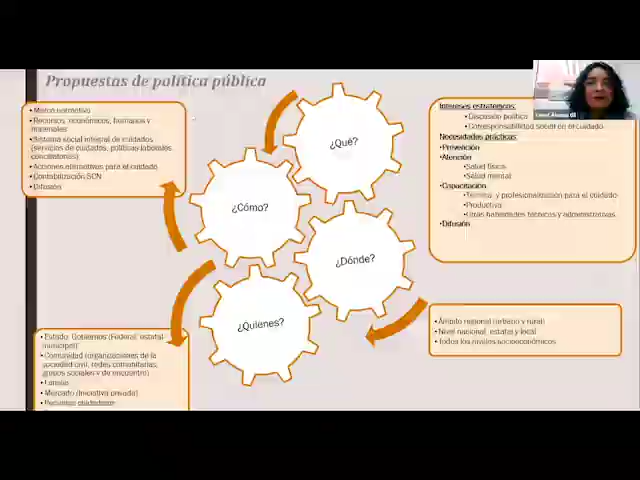 Propuestas de política pública
• Marco normativo
• Recursos económicos, humanos y
materiales
• Sistema social integral de cuidados
(servicios de cuidados, políticas laborales
conciliatorias)
• Acciones afirmativas para el cuidado
• Contabilización SCN
• Difusión
¿Qué?
¿Cómo?
¿Dónde?
¿Quiénes?
Intereses estratégicos:
• Discusión política
• Corresponsabilidad social en el cuidado
Necesidades prácticas:
• Prevención
• Atención
• Salud física
• Salud mental
• Capacitación
• Técnica y profesionalización para el cuidado
• Productiva
• Otras habilidades técnicas y administrativas
• Difusión
• Ámbito regional (urbano y rural)
• Nivel nacional, estatal y local
• Todos los niveles socioeconómicos
• Estado: Gobiernos (Federal, estatal
municipal)
• Comunidad (organizaciones de la
sociedad civil, redes comunitarias,
grupos sociales y de encuentro)
• Familia
• Mercado (Iniciativa privada)
• Personas cuidadoras